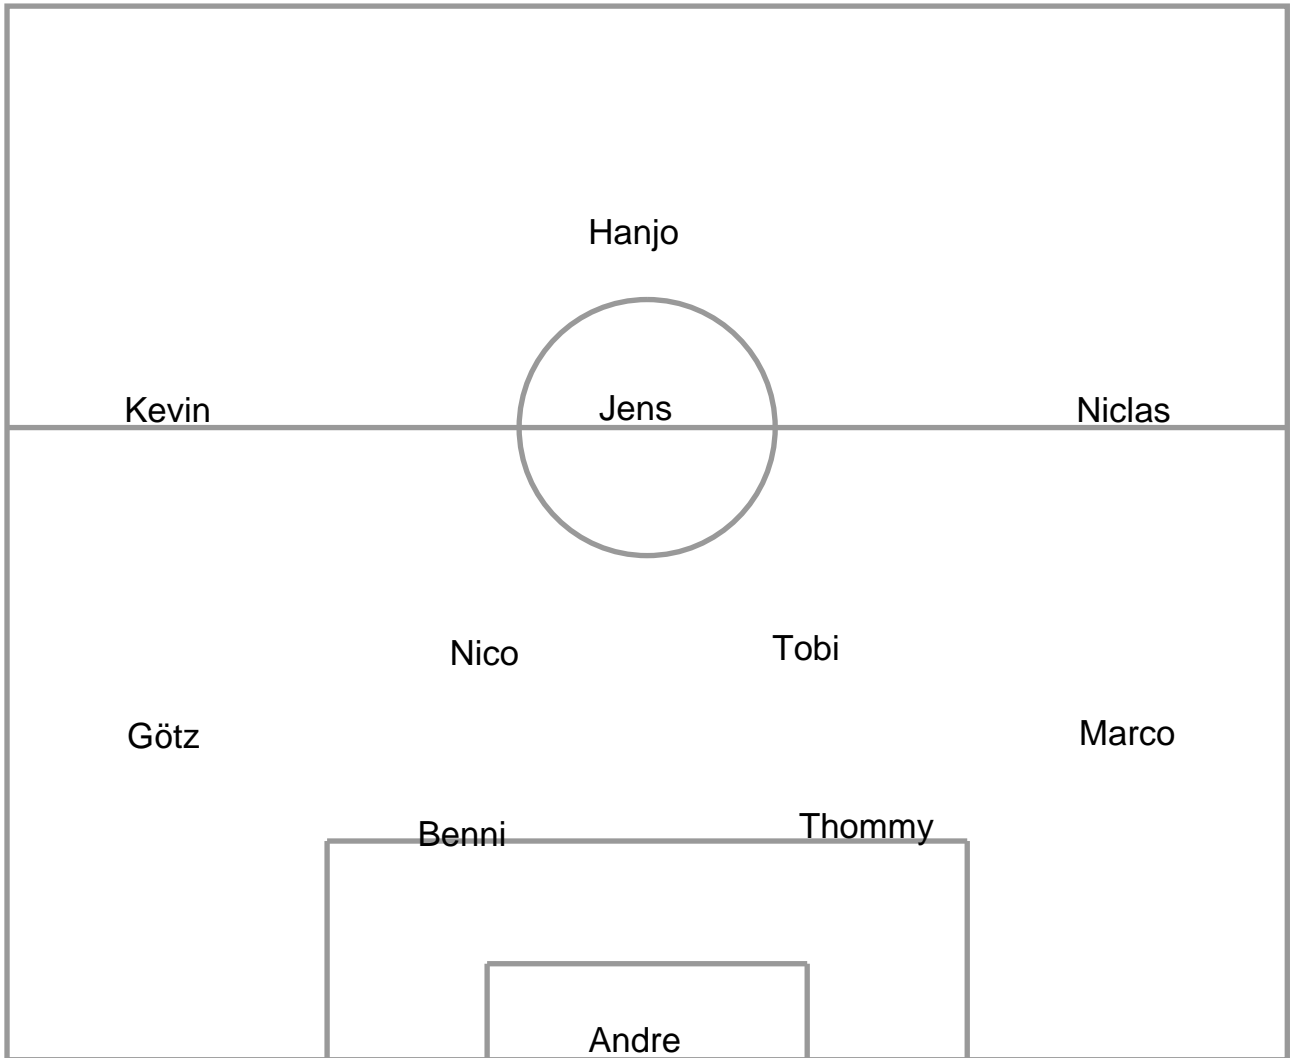 Hanjo
Kevin Jens Niclas
Nico Tobi
Götz Marco
Benni Thommy
Andre